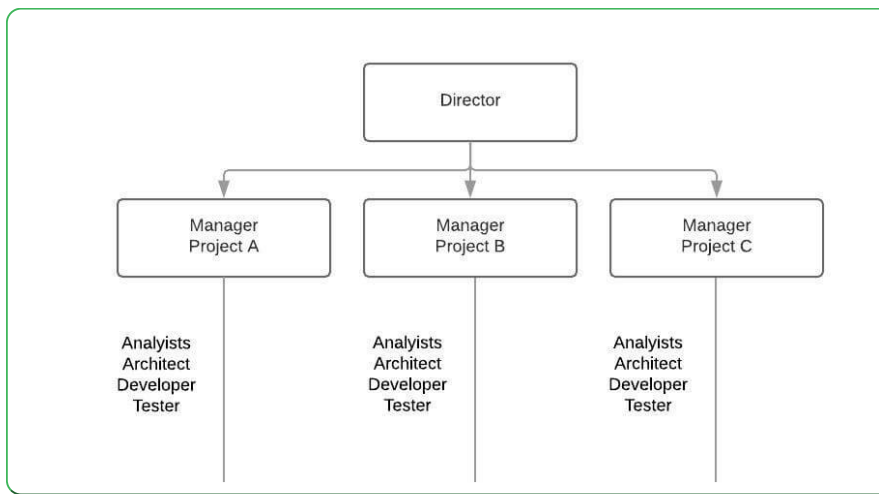 Director
Manager
Project A
Manager
Project B
Manager
Project C
Analyists
Architect
Developer
Tester
Analyists
Architect
Developer
Tester
Analyists
Architect
Developer
Tester